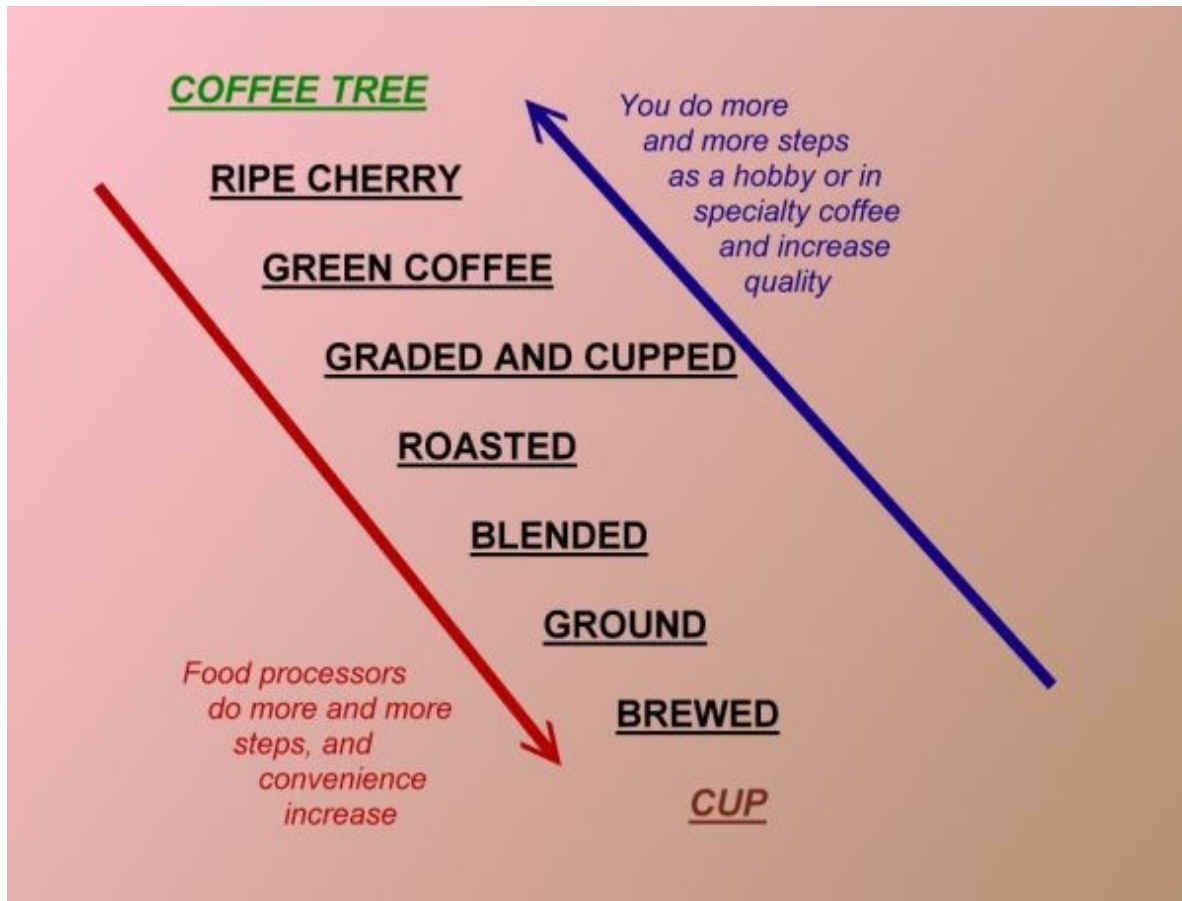 COFFEE TREE
You do more
and more steps
as a hobby or in
specialty coffee
and increase
quality
RIPE CHERRY
GREEN COFFEE
GRADED AND CUPPED
ROASTED
BLENDED
GROUND
BREWED
CUP
Food processors
do more and more
steps, and
convenience
increase